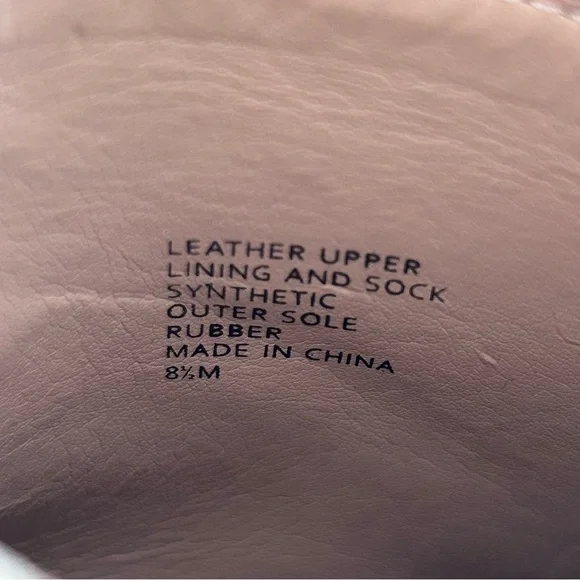 LEATHER UPPER
LINING AND SOCK
SYNTHETIC
OUTER SOLE
RUBBER
MADE IN CHINA
8½M